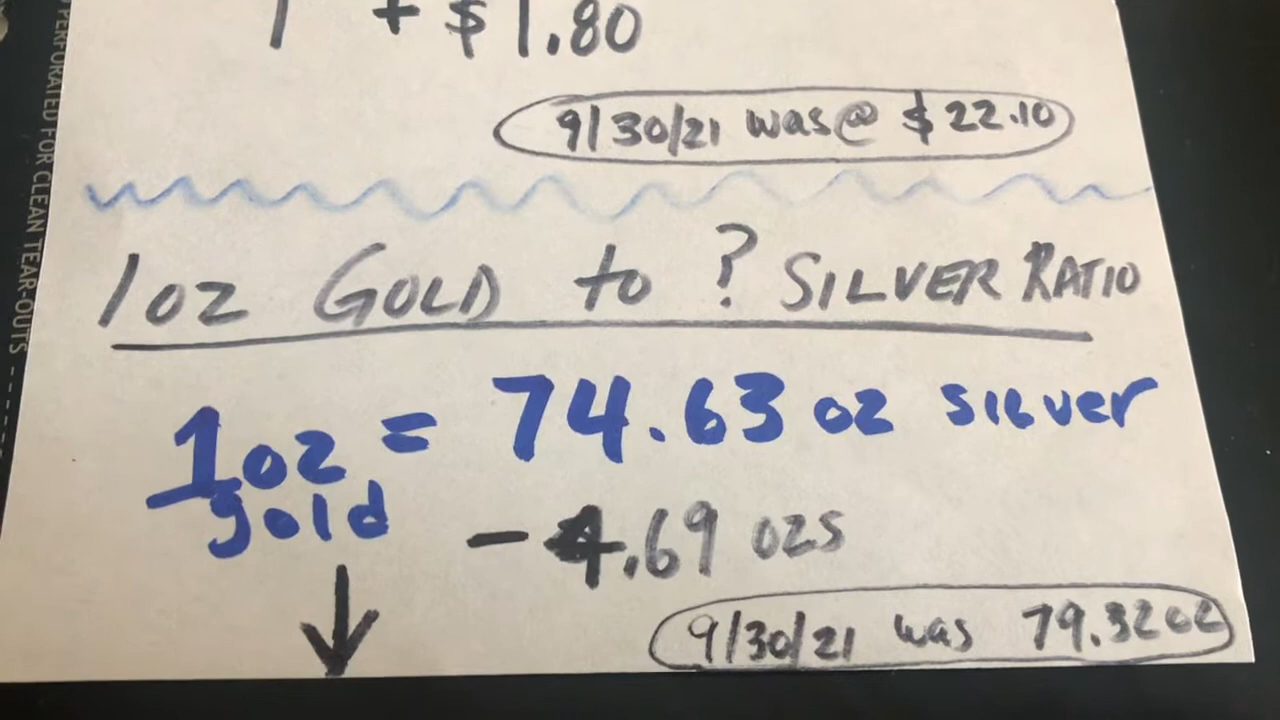 + $1.80
9/30/21 was @ $22.10
1oz GOLD to ? SILVER RATIO
1oz = 74.63 oz silver
gold
-4.69 ozs
9/30/21 was 79.32oz
PERFORATED FOR CLEAN TEAR-OUTS